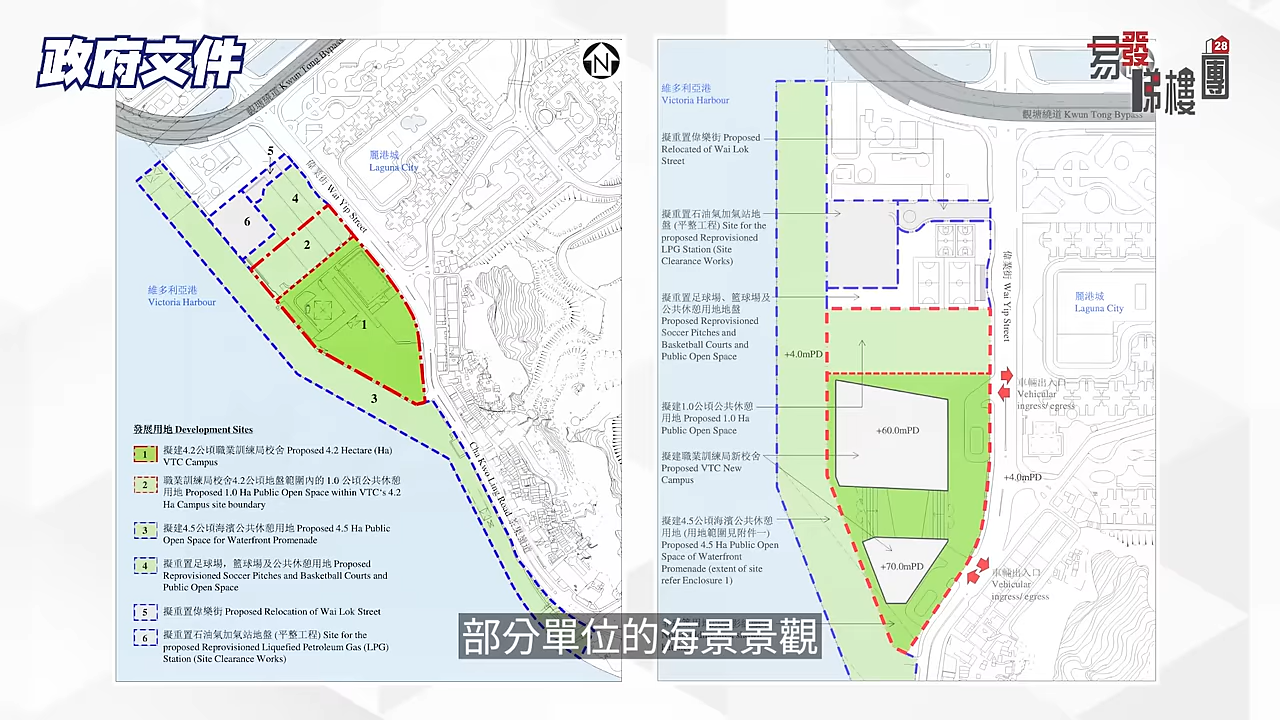 政府文件
易發睇樓團
28
N
觀塘繞道 Kwun Tong Bypass
維多利亞港
Victoria Harbour
麗港城
Laguna City
偉業街 Wai Yip Street
5
4
6
2
1
3
維多利亞港
Victoria Harbour
Cha Kwo Ling Road
發展用地 Development Sites
1
擬建4.2公頃職業訓練局校舍 Proposed 4.2 Hectare (Ha)
VTC Campus
2
職業訓練局校舍4.2公頃地盤範圍內的 1.0 公頃公共休憩
用地 Proposed 1.0 Ha Public Open Space within VTC's 4.2
Ha Campus site boundary
3
擬建4.5公頃海濱公共休憩用地 Proposed 4.5 Ha Public
Open Space for Waterfront Promenade
4
擬重置足球場，籃球場及公共休憩用地 Proposed
Reprovisioned Soccer Pitches and Basketball Courts and
Public Open Space
5
擬重置偉樂街 Proposed Relocation of Wai Lok Street
6
擬重置石油氣加氣站地盤 (平整工程) Site for the
proposed Reprovisioned Liquefied Petroleum Gas (LPG)
Station (Site Clearance Works)
維多利亞港
Victoria Harbour
觀塘繞道 Kwun Tong Bypass
擬重置偉樂街 Proposed
Relocated of Wai Lok
Street
擬重置石油氣加氣站地
盤 (平整工程) Site for the
proposed Reprovisioned
LPG Station (Site
Clearance Works)
擬重置足球場、籃球場及
公共休憩用地地盤
Proposed Reprovisioned
Soccer Pitches and
Basketball Courts and
Public Open Space
擬建1.0公頃公共休憩
用地 Proposed 1.0 Ha
Public Open Space
擬建職業訓練局新校舍
Proposed VTC New
Campus
擬建4.5公頃海濱公共休憩
用地 (用地範圍見附件一)
Proposed 4.5 Ha Public Open
Space of Waterfront
Promenade (extent of site
refer Enclosure 1)
偉業街 Wai Yip Street
麗港城
Laguna City
+4.0mPD
車輛出入口
Vehicular
ingress/ egress
+60.0mPD
+4.0mPD
+70.0mPD
車輛出入口
Vehicular
ingress/ egress
部分單位的海景景觀